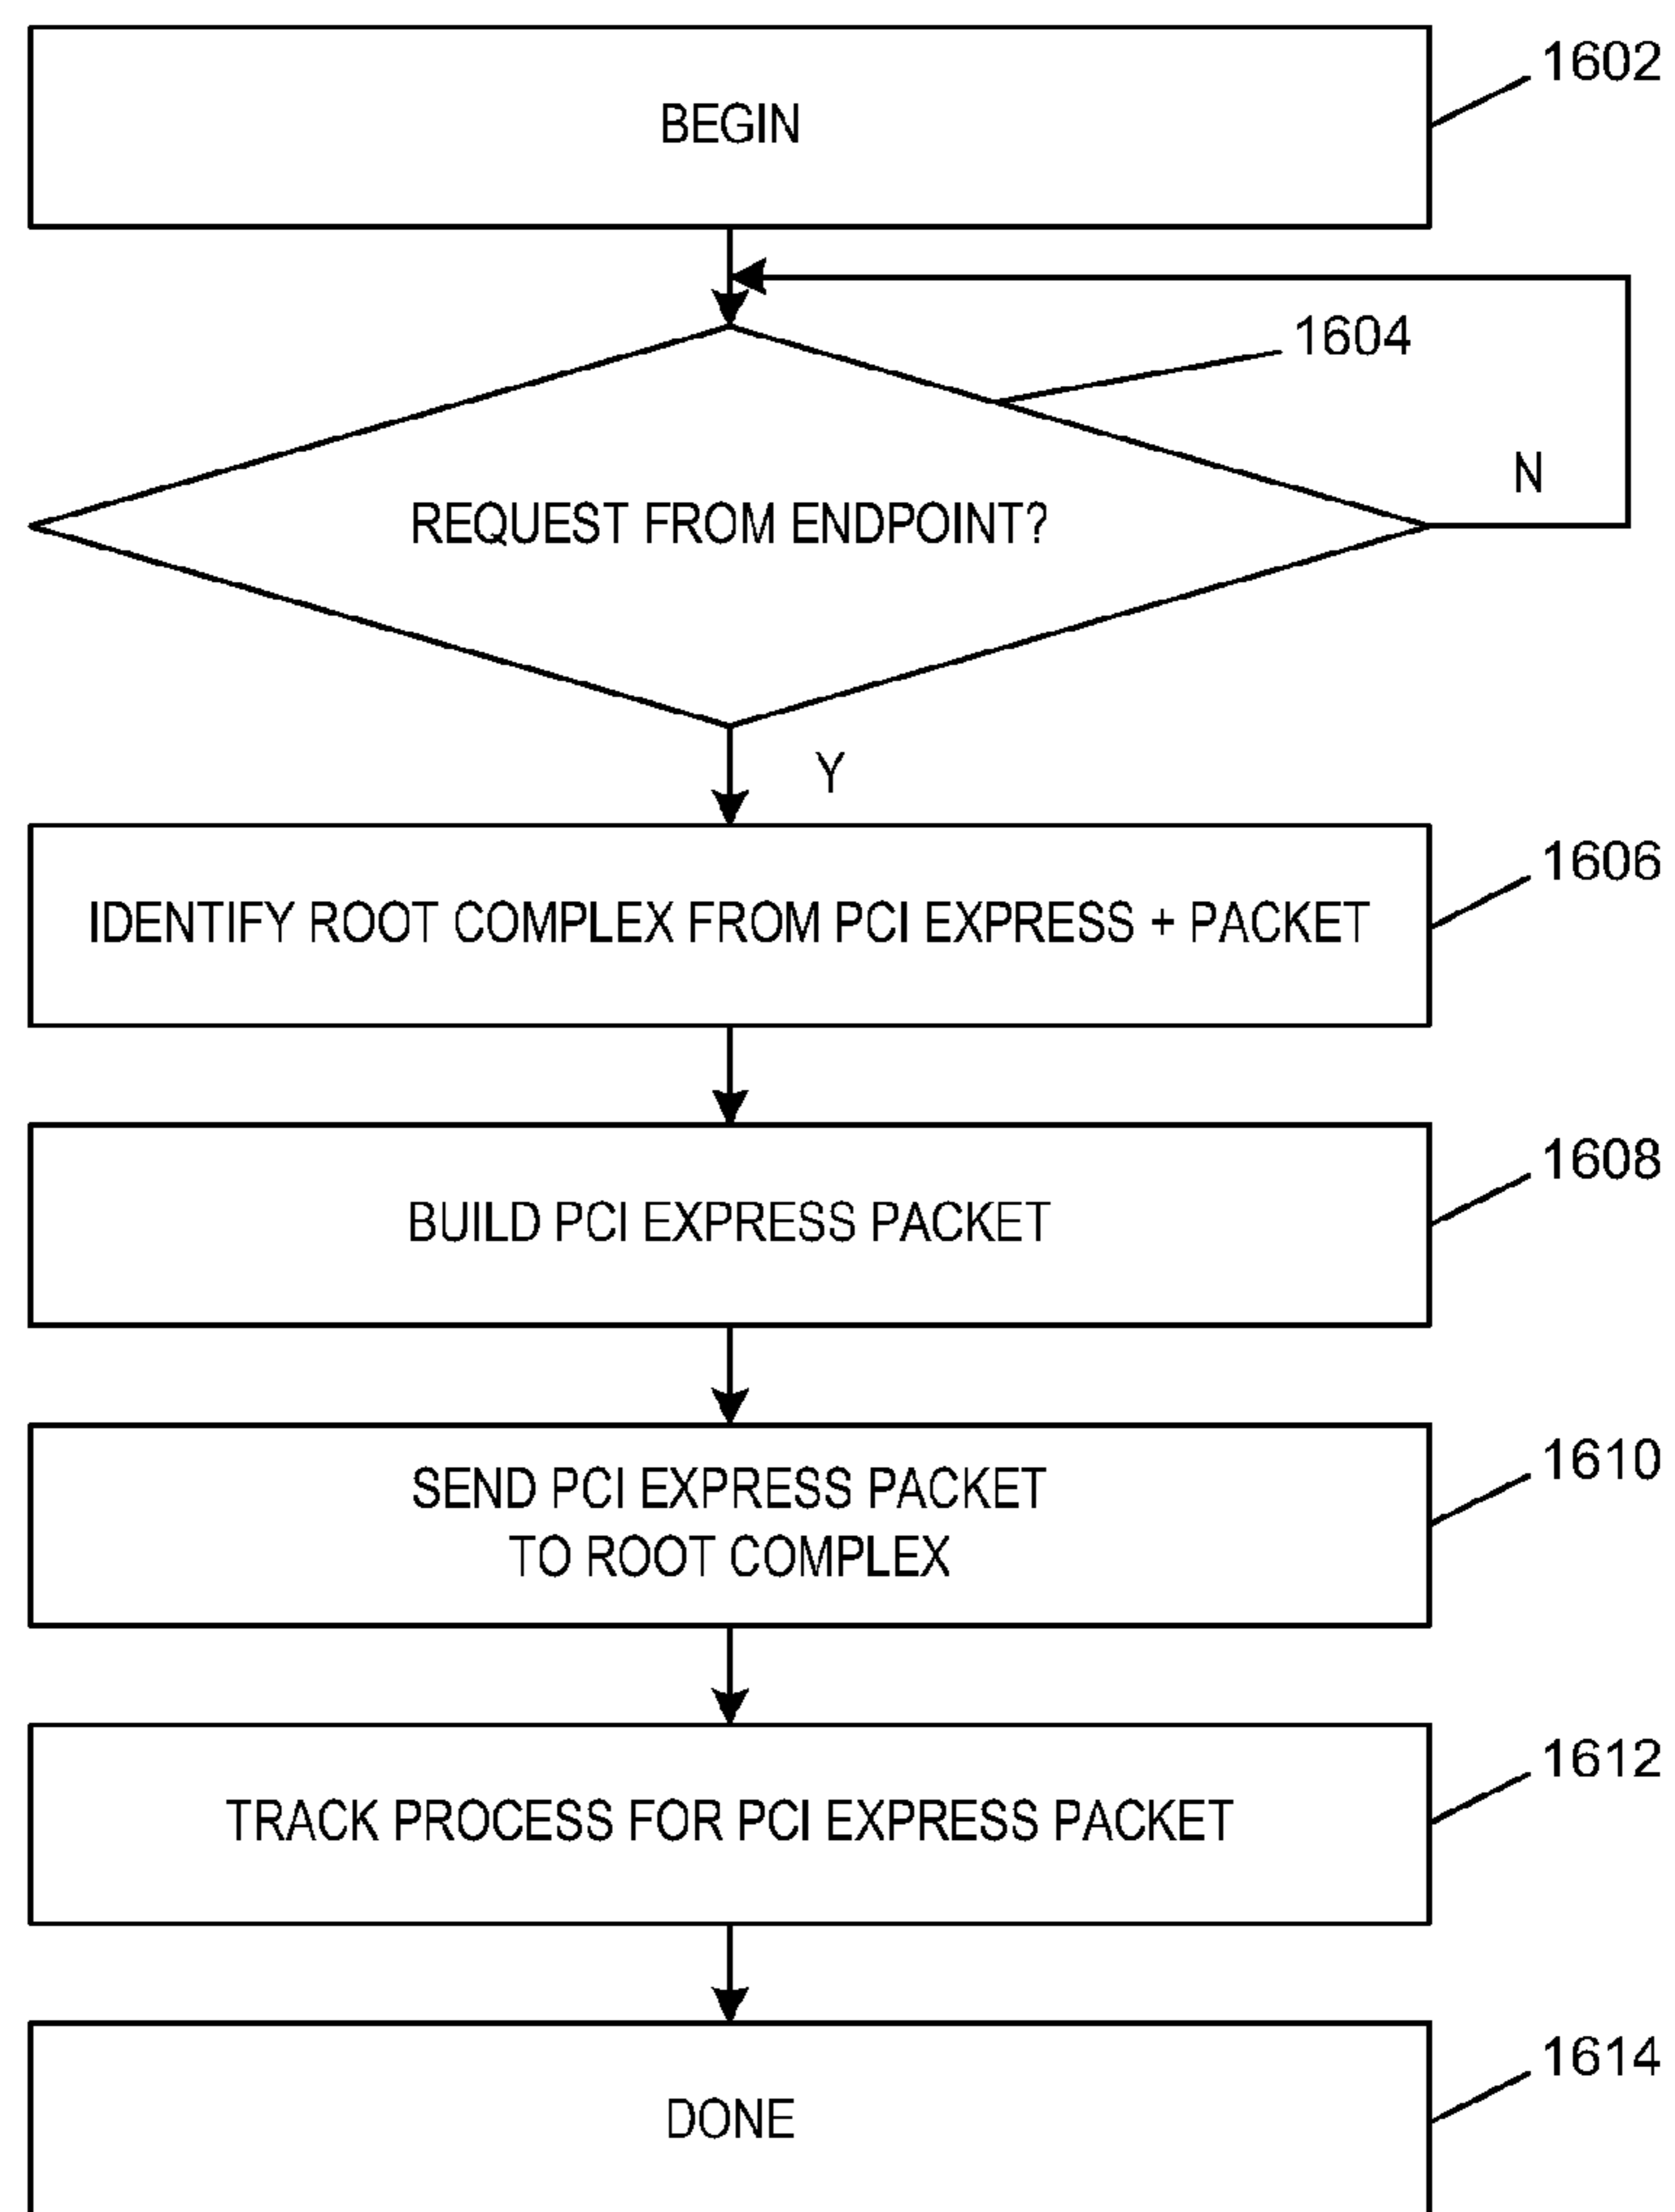 1602
BEGIN
1604
N
REQUEST FROM ENDPOINT?
Y
1606
IDENTIFY ROOT COMPLEX FROM PCI EXPRESS + PACKET
1608
BUILD PCI EXPRESS PACKET
1610
SEND PCI EXPRESS PACKET
TO ROOT COMPLEX
1612
TRACK PROCESS FOR PCI EXPRESS PACKET
1614
DONE